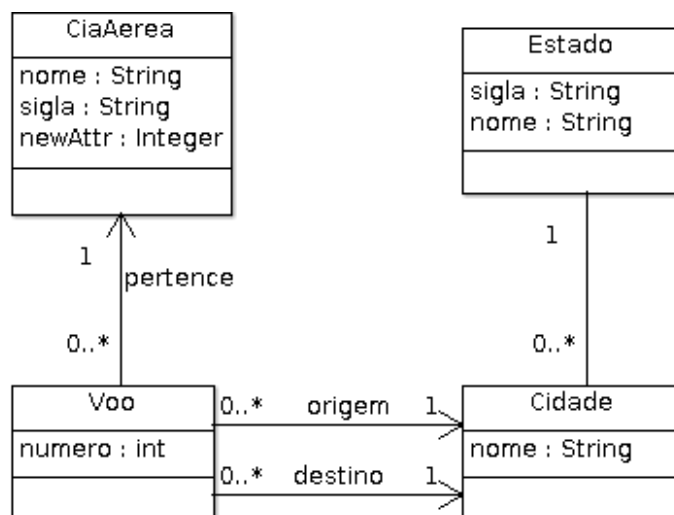 CiaAerea
nome : String
sigla : String
newAttr : Integer
Estado
sigla : String
nome : String
1
pertence
0..*
1
0..*
Voo
numero : int
0..* origem 1
0..* destino 1
Cidade
nome : String